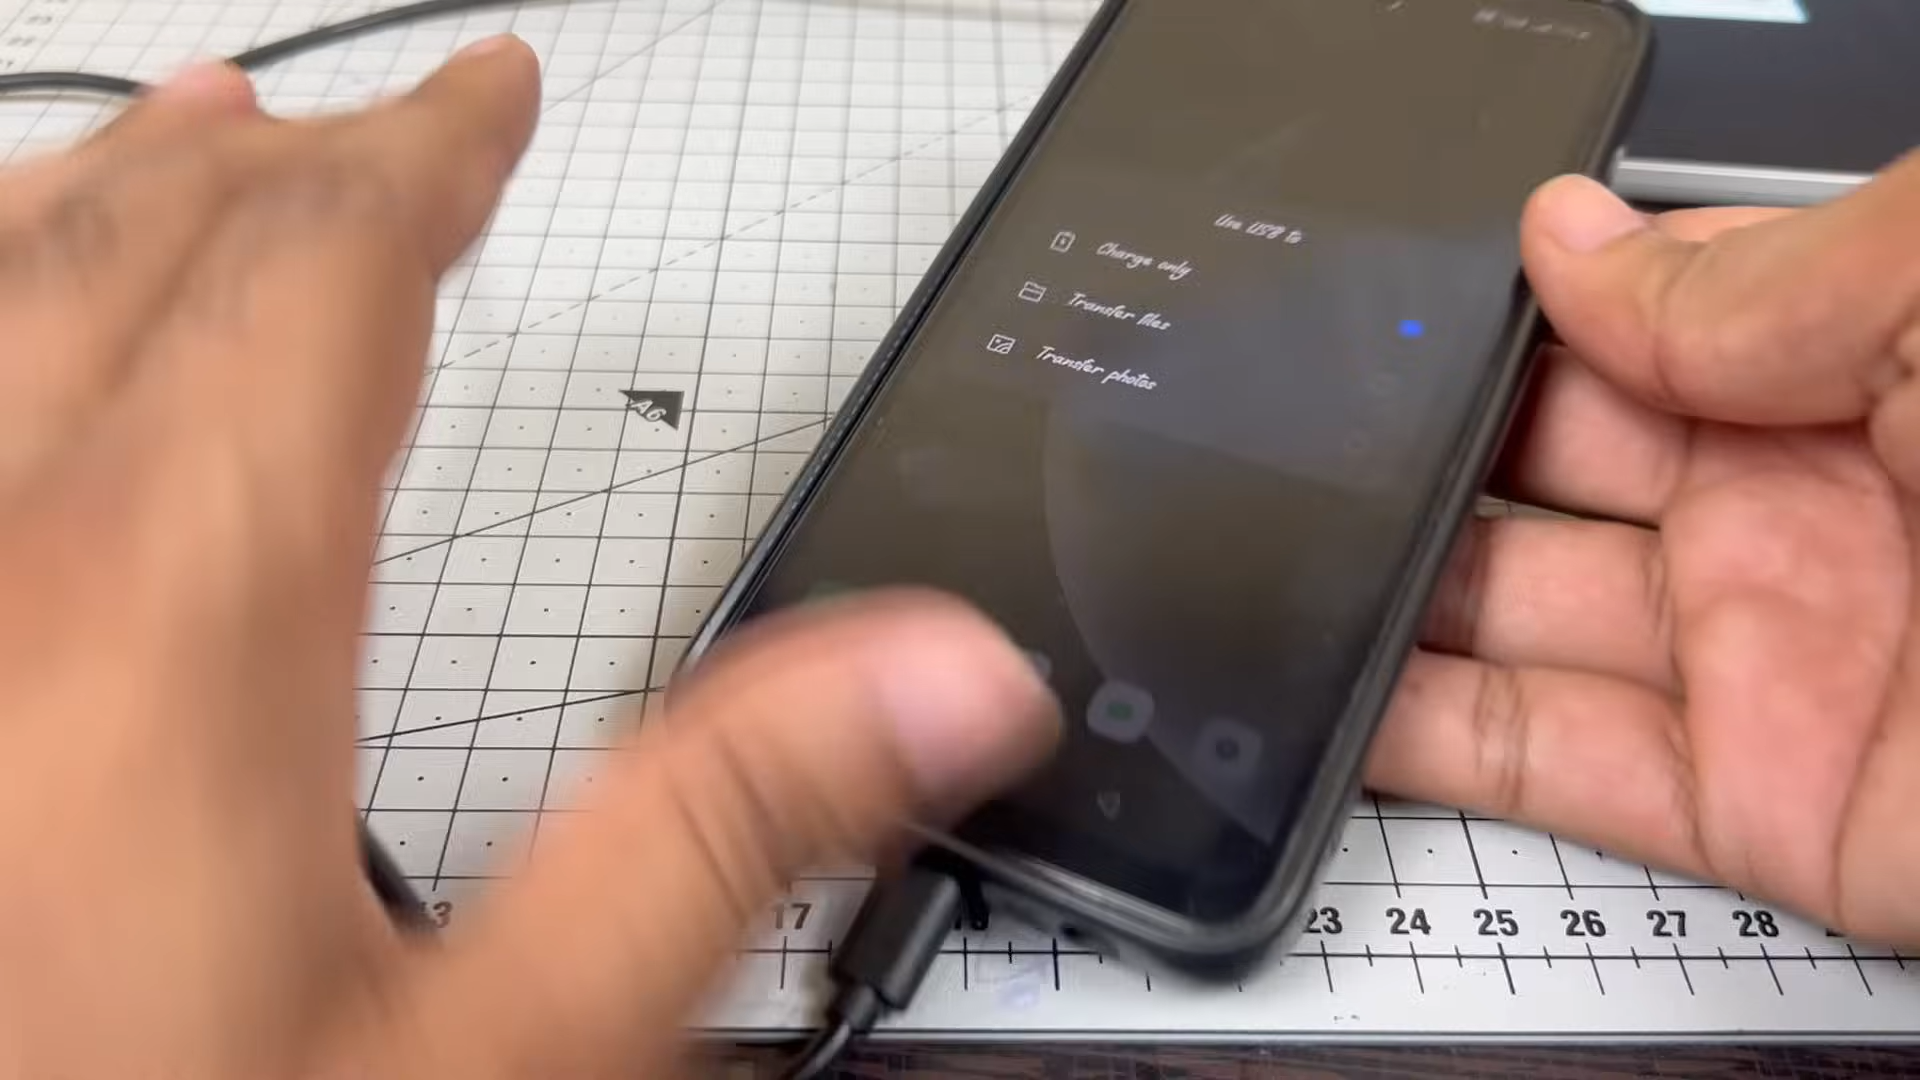 Use USB to
Charge only
Transfer files
Transfer photos
A6
17
23 24 25 26 27 28